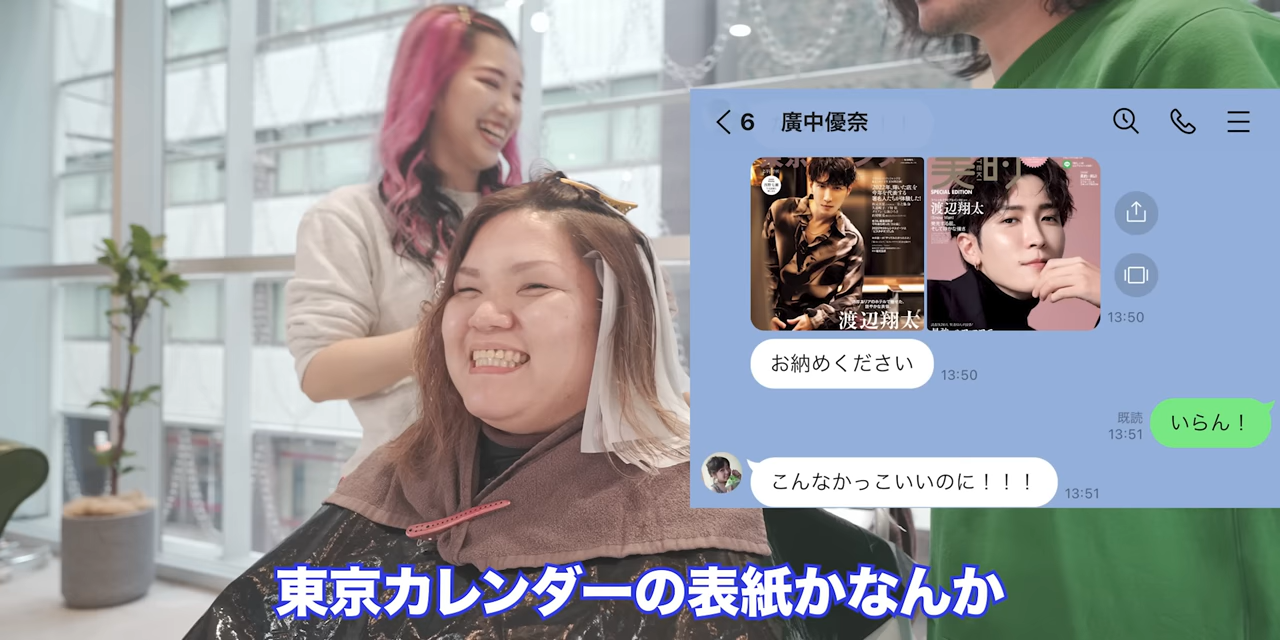 6 廣中優奈
渡辺翔太
美的
SPECIAL EDITION
渡辺翔太
13:50
お納めください
13:50
既読
13:51
いらん！
こんなかっこいいのに！！！
13:51
東京カレンダーの表紙かなんか